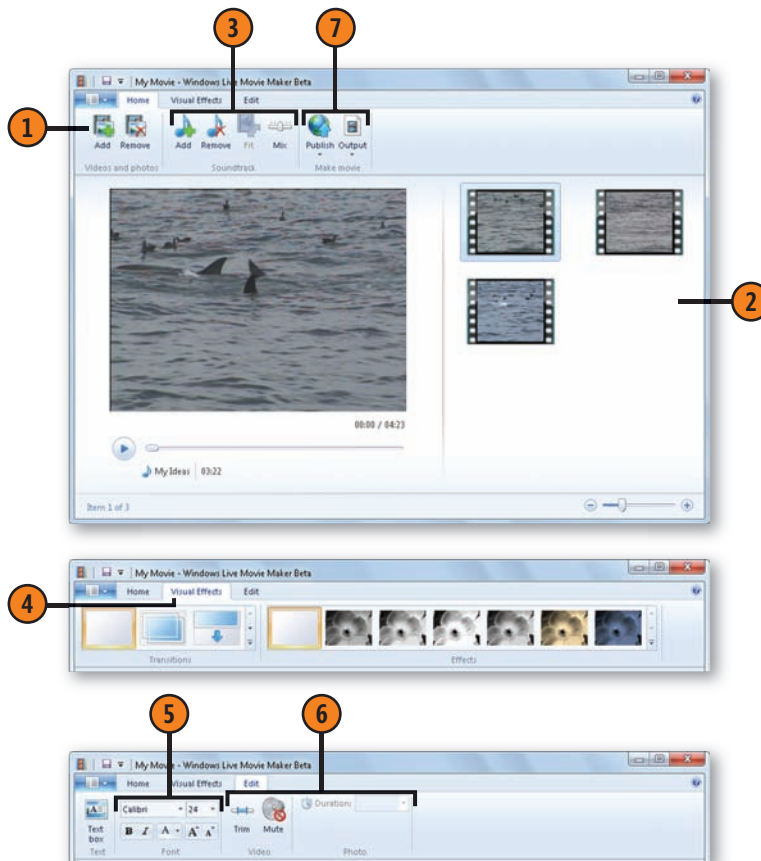 3 7
My Movie - Windows Live Movie Maker Beta
Home Visual Effects Edit
1
Add Remove Add Remove Fit Mix Publish Output
Videos and photos Soundtrack Make movie
2
00:00 / 04:23
My Ideas 03:22
Item 1 of 3
My Movie - Windows Live Movie Maker Beta
Home Visual Effects Edit
4
Transitions Effects
5 6
My Movie - Windows Live Movie Maker Beta
Home Visual Effects Edit
Calibri 24 Duration:
Text box B I A A A Trim Mute
Text Font Video Photo